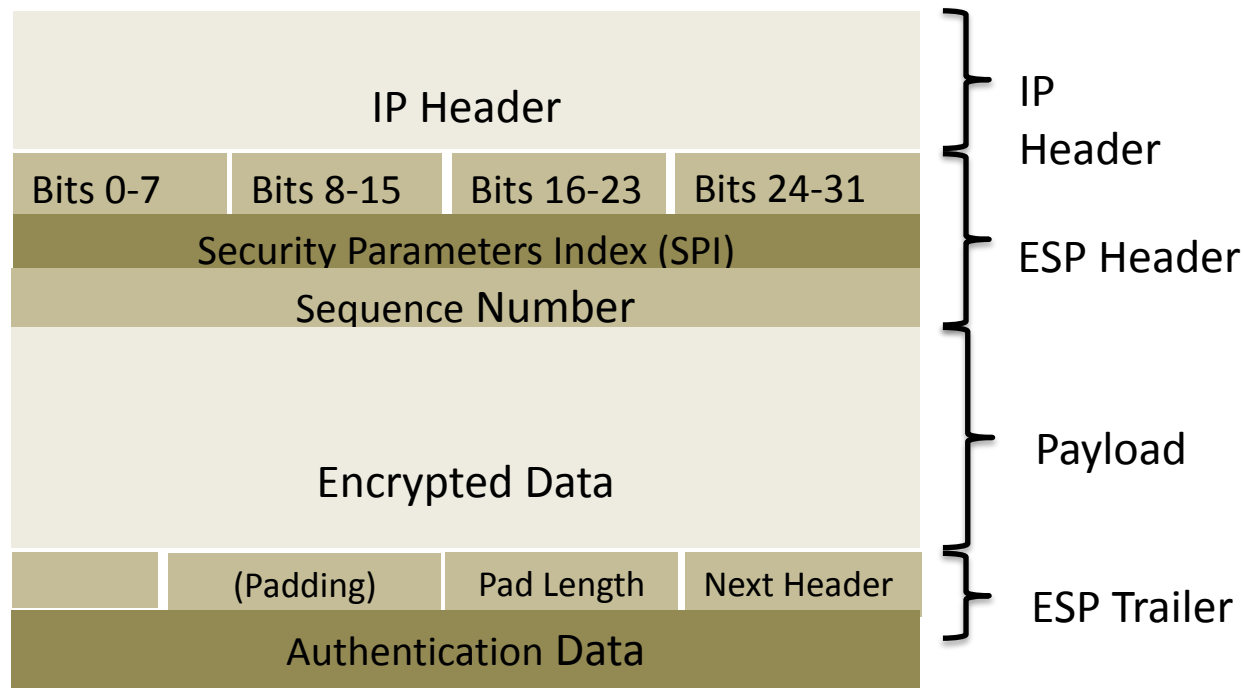 IP Header
IP
Header
Bits 0-7
Bits 8-15
Bits 16-23
Bits 24-31
Security Parameters Index (SPI)
ESP Header
Sequence Number
Encrypted Data
Payload
(Padding)
Pad Length
Next Header
ESP Trailer
Authentication Data